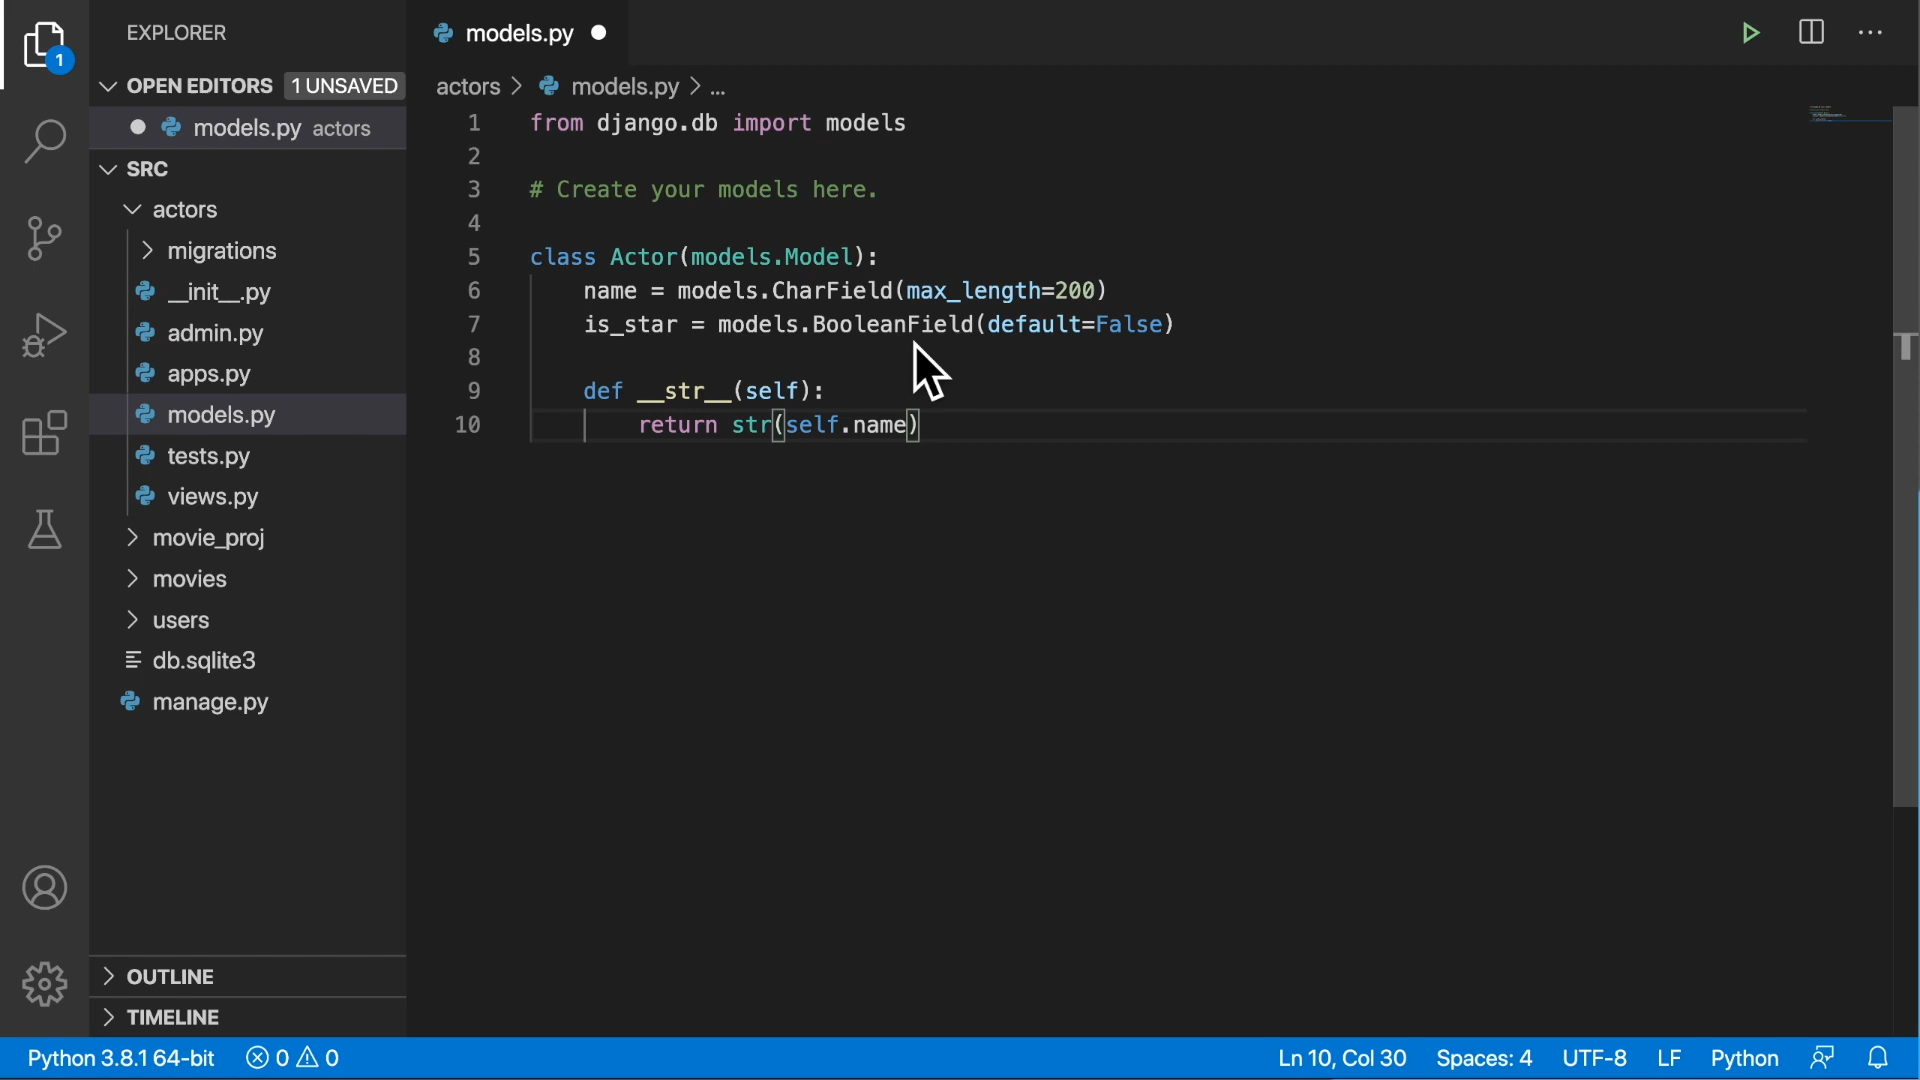 EXPLORER
OPEN EDITORS 1 UNSAVED
models.py actors
SRC
actors
migrations
__init__.py
admin.py
apps.py
models.py
tests.py
views.py
movie_proj
movies
users
db.sqlite3
manage.py
OUTLINE
TIMELINE
1
models.py
actors > models.py > ...
1 from django.db import models
2
3 # Create your models here.
4
5 class Actor(models.Model):
6 name = models.CharField(max_length=200)
7 is_star = models.BooleanField(default=False)
8
9 def __str__(self):
10 return str(self.name)
Python 3.8.1 64-bit 0 0 Ln 10, Col 30 Spaces: 4 UTF-8 LF Python